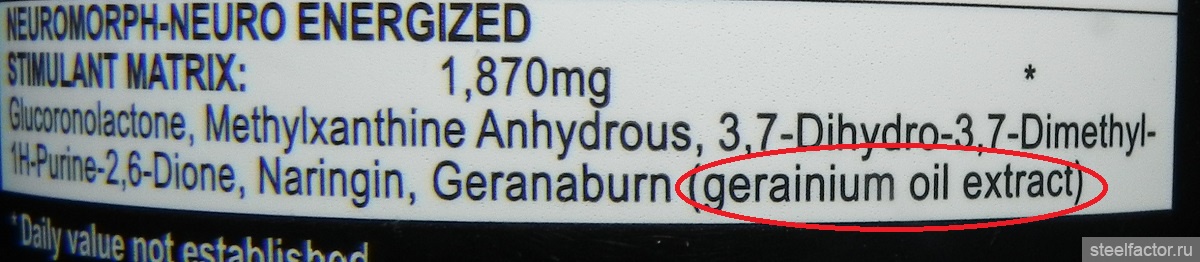 NEUROMORPH-NEURO ENERGIZED
STIMULANT MATRIX: 1,870mg *
Glucoronolactone, Methylxanthine Anhydrous, 3,7-Dihydro-3,7-Dimethyl-
1H-Purine-2,6-Dione, Naringin, Geranaburn (gerainium oil extract)
*Daily value not established
steelfactor.ru